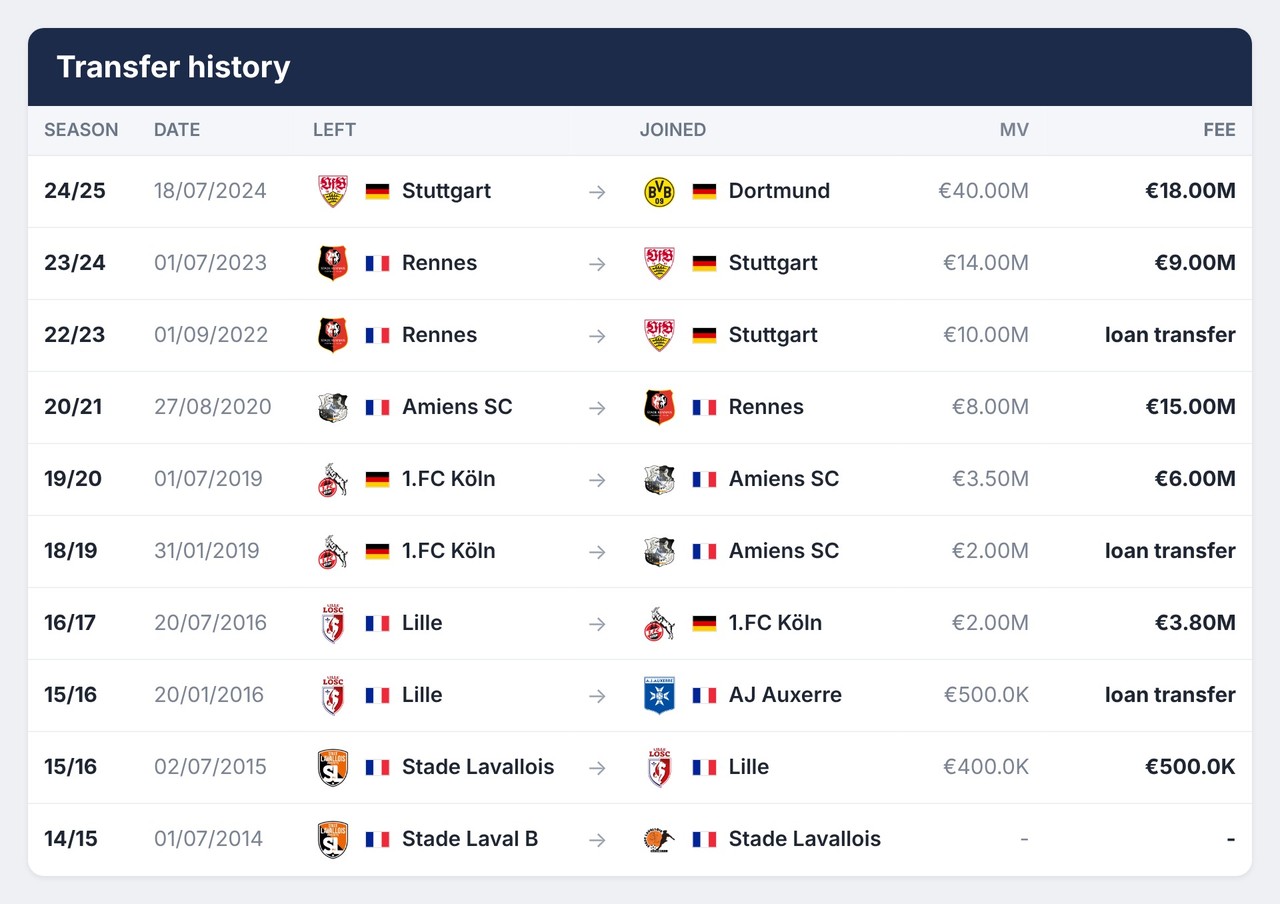 Transfer history
SEASON DATE LEFT JOINED MV FEE
24/25 18/07/2024 Stuttgart → Dortmund €40.00M €18.00M
23/24 01/07/2023 Rennes → Stuttgart €14.00M €9.00M
22/23 01/09/2022 Rennes → Stuttgart €10.00M loan transfer
20/21 27/08/2020 Amiens SC → Rennes €8.00M €15.00M
19/20 01/07/2019 1.FC Köln → Amiens SC €3.50M €6.00M
18/19 31/01/2019 1.FC Köln → Amiens SC €2.00M loan transfer
16/17 20/07/2016 Lille → 1.FC Köln €2.00M €3.80M
15/16 20/01/2016 Lille → AJ Auxerre €500.0K loan transfer
15/16 02/07/2015 Stade Lavallois → Lille €400.0K €500.0K
14/15 01/07/2014 Stade Laval B → Stade Lavallois - -